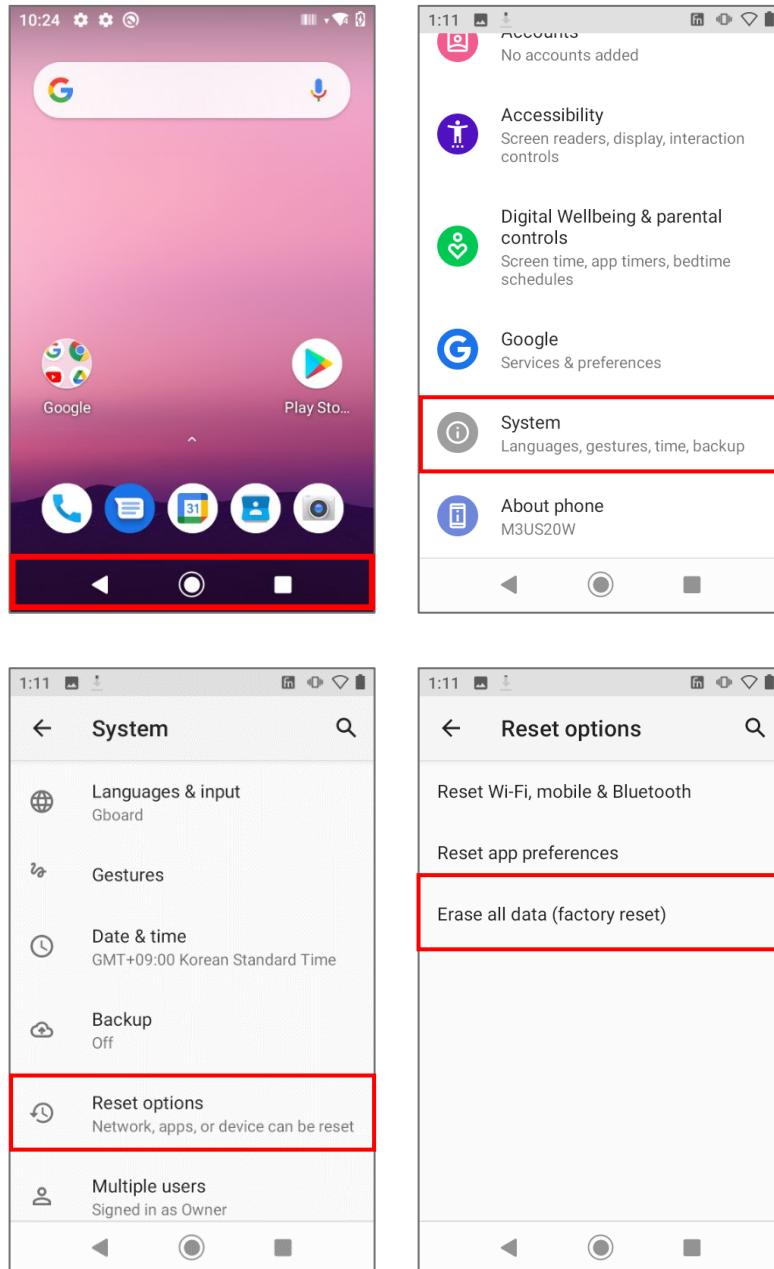 10:24
Google
Play Sto...
31
1:11
Accounts
No accounts added
Accessibility
Screen readers, display, interaction
controls
Digital Wellbeing & parental
controls
Screen time, app timers, bedtime
schedules
Google
Services & preferences
System
Languages, gestures, time, backup
About phone
M3US20W
1:11
System
Languages & input
Gboard
Gestures
Date & time
GMT+09:00 Korean Standard Time
Backup
Off
Reset options
Network, apps, or device can be reset
Multiple users
Signed in as Owner
1:11
Reset options
Reset Wi-Fi, mobile & Bluetooth
Reset app preferences
Erase all data (factory reset)